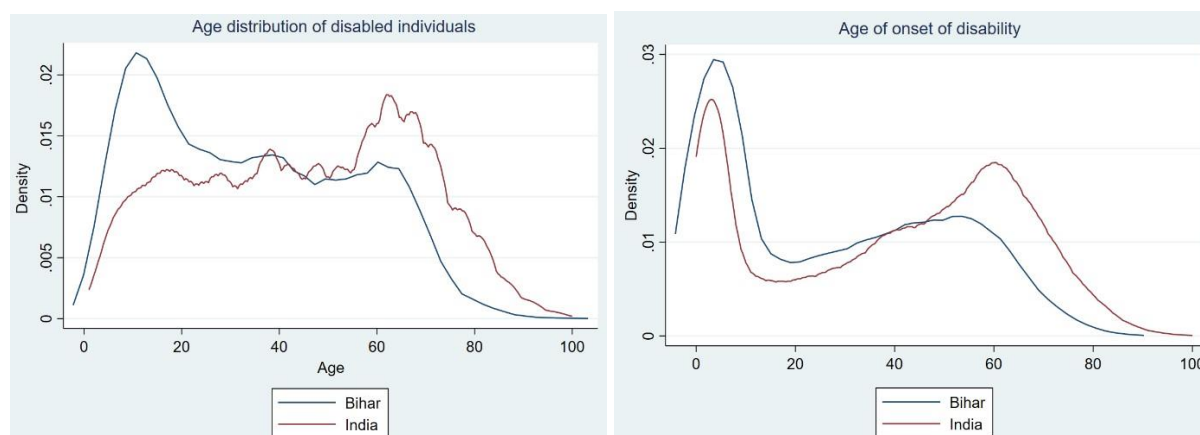 Age distribution of disabled individuals
Density
.02
.015
.01
.005
0
0 20 40 60 80 100
Age
Bihar
India
Age of onset of disability
Density
.03
.02
.01
0
0 20 40 60 80 100
Bihar
India